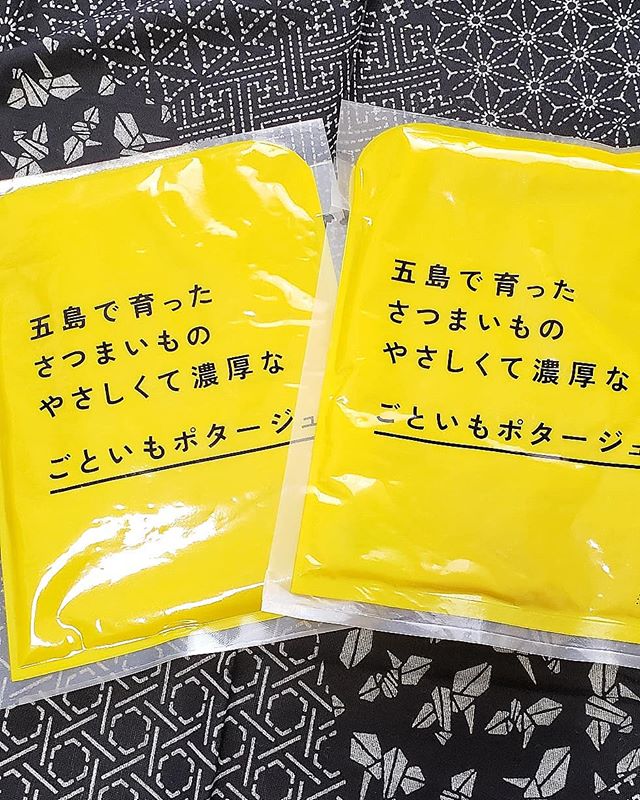 五島で育った
さつまいもの
やさしくて濃厚な
ごといもポタージュ
五島で育った
さつまいもの
やさしくて濃厚な
ごといもポタージュ